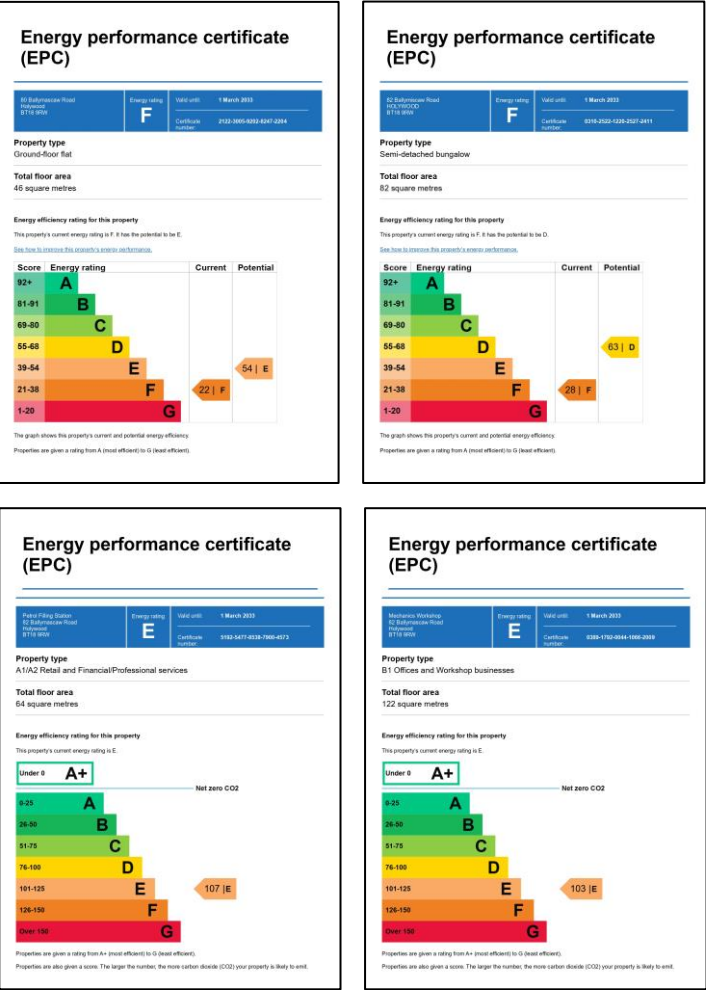 Energy performance certificate
(EPC)
80 Ballymiscaw Road
Holywood
BT18 9RW
Energy rating
F
Valid until: 1 March 2033
Certificate
number:
Property type
Ground-floor flat
Total floor area
46 square metres
Energy efficiency rating for this property
This property's current energy rating is F. It has the potential to be E.
See how to improve this property's energy performance.
Score Energy rating Current Potential
92+ A
81-91 B
69-80 C
55-68 D
39-54 E 54 | E
21-38 F 22 | F
1-20 G
The graph shows this property's current and potential energy efficiency.
Properties are given a rating from A (most efficient) to G (least efficient).
Energy performance certificate
(EPC)
82 Ballymiscaw Road
HOLYWOOD
BT18 9RW
Energy rating
F
Valid until: 1 March 2033
Certificate
number:
Property type
Semi-detached bungalow
Total floor area
82 square metres
Energy efficiency rating for this property
This property's current energy rating is F. It has the potential to be D.
See how to improve this property's energy performance.
Score Energy rating Current Potential
92+ A
81-91 B
69-80 C
55-68 D 63 | D
39-54 E
21-38 F 28 | F
1-20 G
The graph shows this property's current and potential energy efficiency.
Properties are given a rating from A (most efficient) to G (least efficient).
Energy performance certificate
(EPC)
Petrol Filling Station
82 Ballymiscaw Road
Holywood
BT18 9RW
Energy rating
E
Valid until: 1 March 2033
Certificate
number:
Property type
A1/A2 Retail and Financial/Professional services
Total floor area
64 square metres
Energy efficiency rating for this property
This property's current energy rating is E.
Under 0 A+
Net zero CO2
0-25 A
26-50 B
51-75 C
76-100 D
101-125 E 107 | E
126-150 F
Over 150 G
Properties are given a rating from A+ (most efficient) to G (least efficient).
Properties are also given a score. The larger the number, the more carbon dioxide (CO2) your property is likely to emit.
Energy performance certificate
(EPC)
Mechanics Workshop
82 Ballymiscaw Road
Holywood
BT18 9RW
Energy rating
E
Valid until: 1 March 2033
Certificate
number:
Property type
B1 Offices and Workshop businesses
Total floor area
122 square metres
Energy efficiency rating for this property
This property's current energy rating is E.
Under 0 A+
Net zero CO2
0-25 A
26-50 B
51-75 C
76-100 D
101-125 E 103 | E
126-150 F
Over 150 G
Properties are given a rating from A+ (most efficient) to G (least efficient).
Properties are also given a score. The larger the number, the more carbon dioxide (CO2) your property is likely to emit.